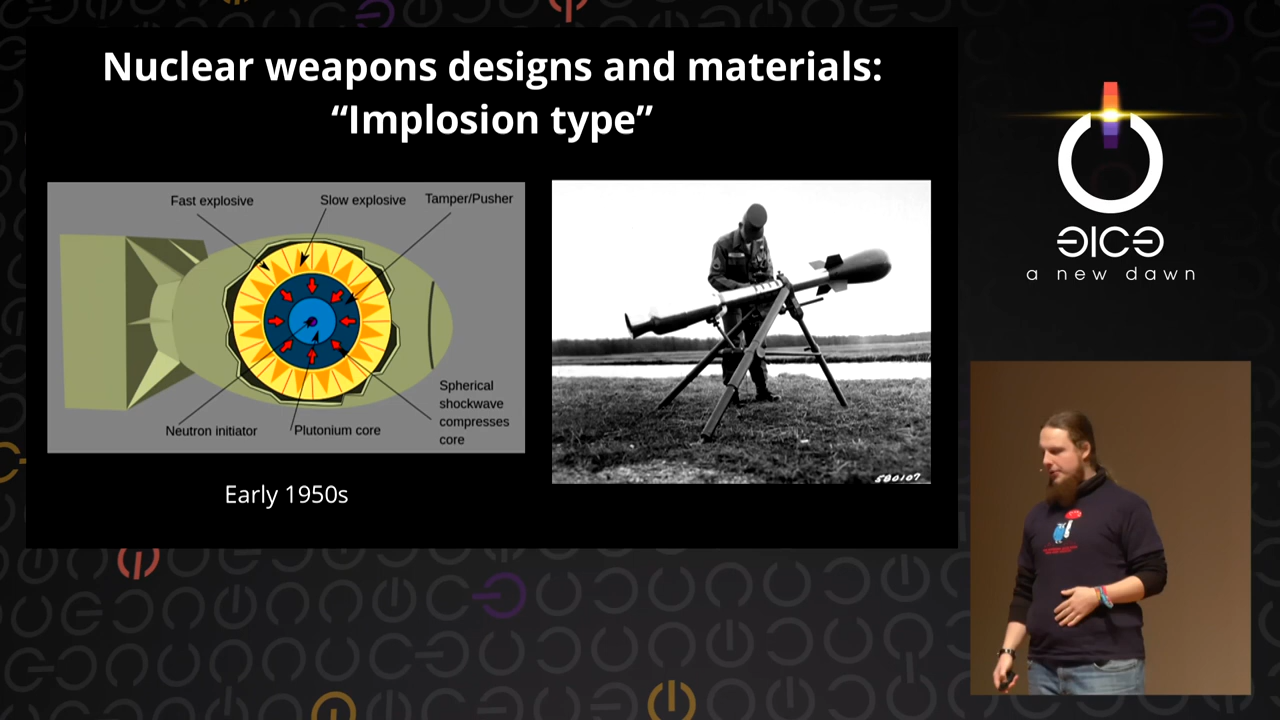 Nuclear weapons designs and materials:
“Implosion type”
Fast explosive
Slow explosive
Tamper/Pusher
Neutron initiator
Plutonium core
Spherical
shockwave
compresses
core
Early 1950s
580107
a new dawn